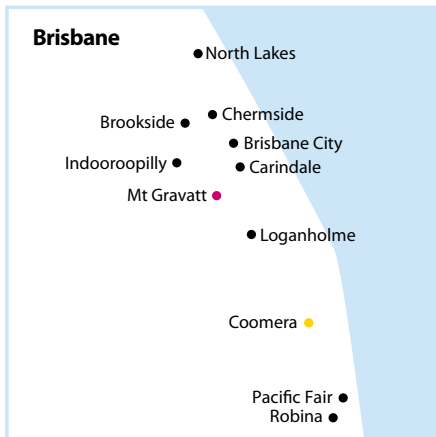 Brisbane
North Lakes
Chermside
Brookside
Brisbane City
Indooroopilly
Carindale
Mt Gravatt
Loganholme
Coomera
Pacific Fair
Robina